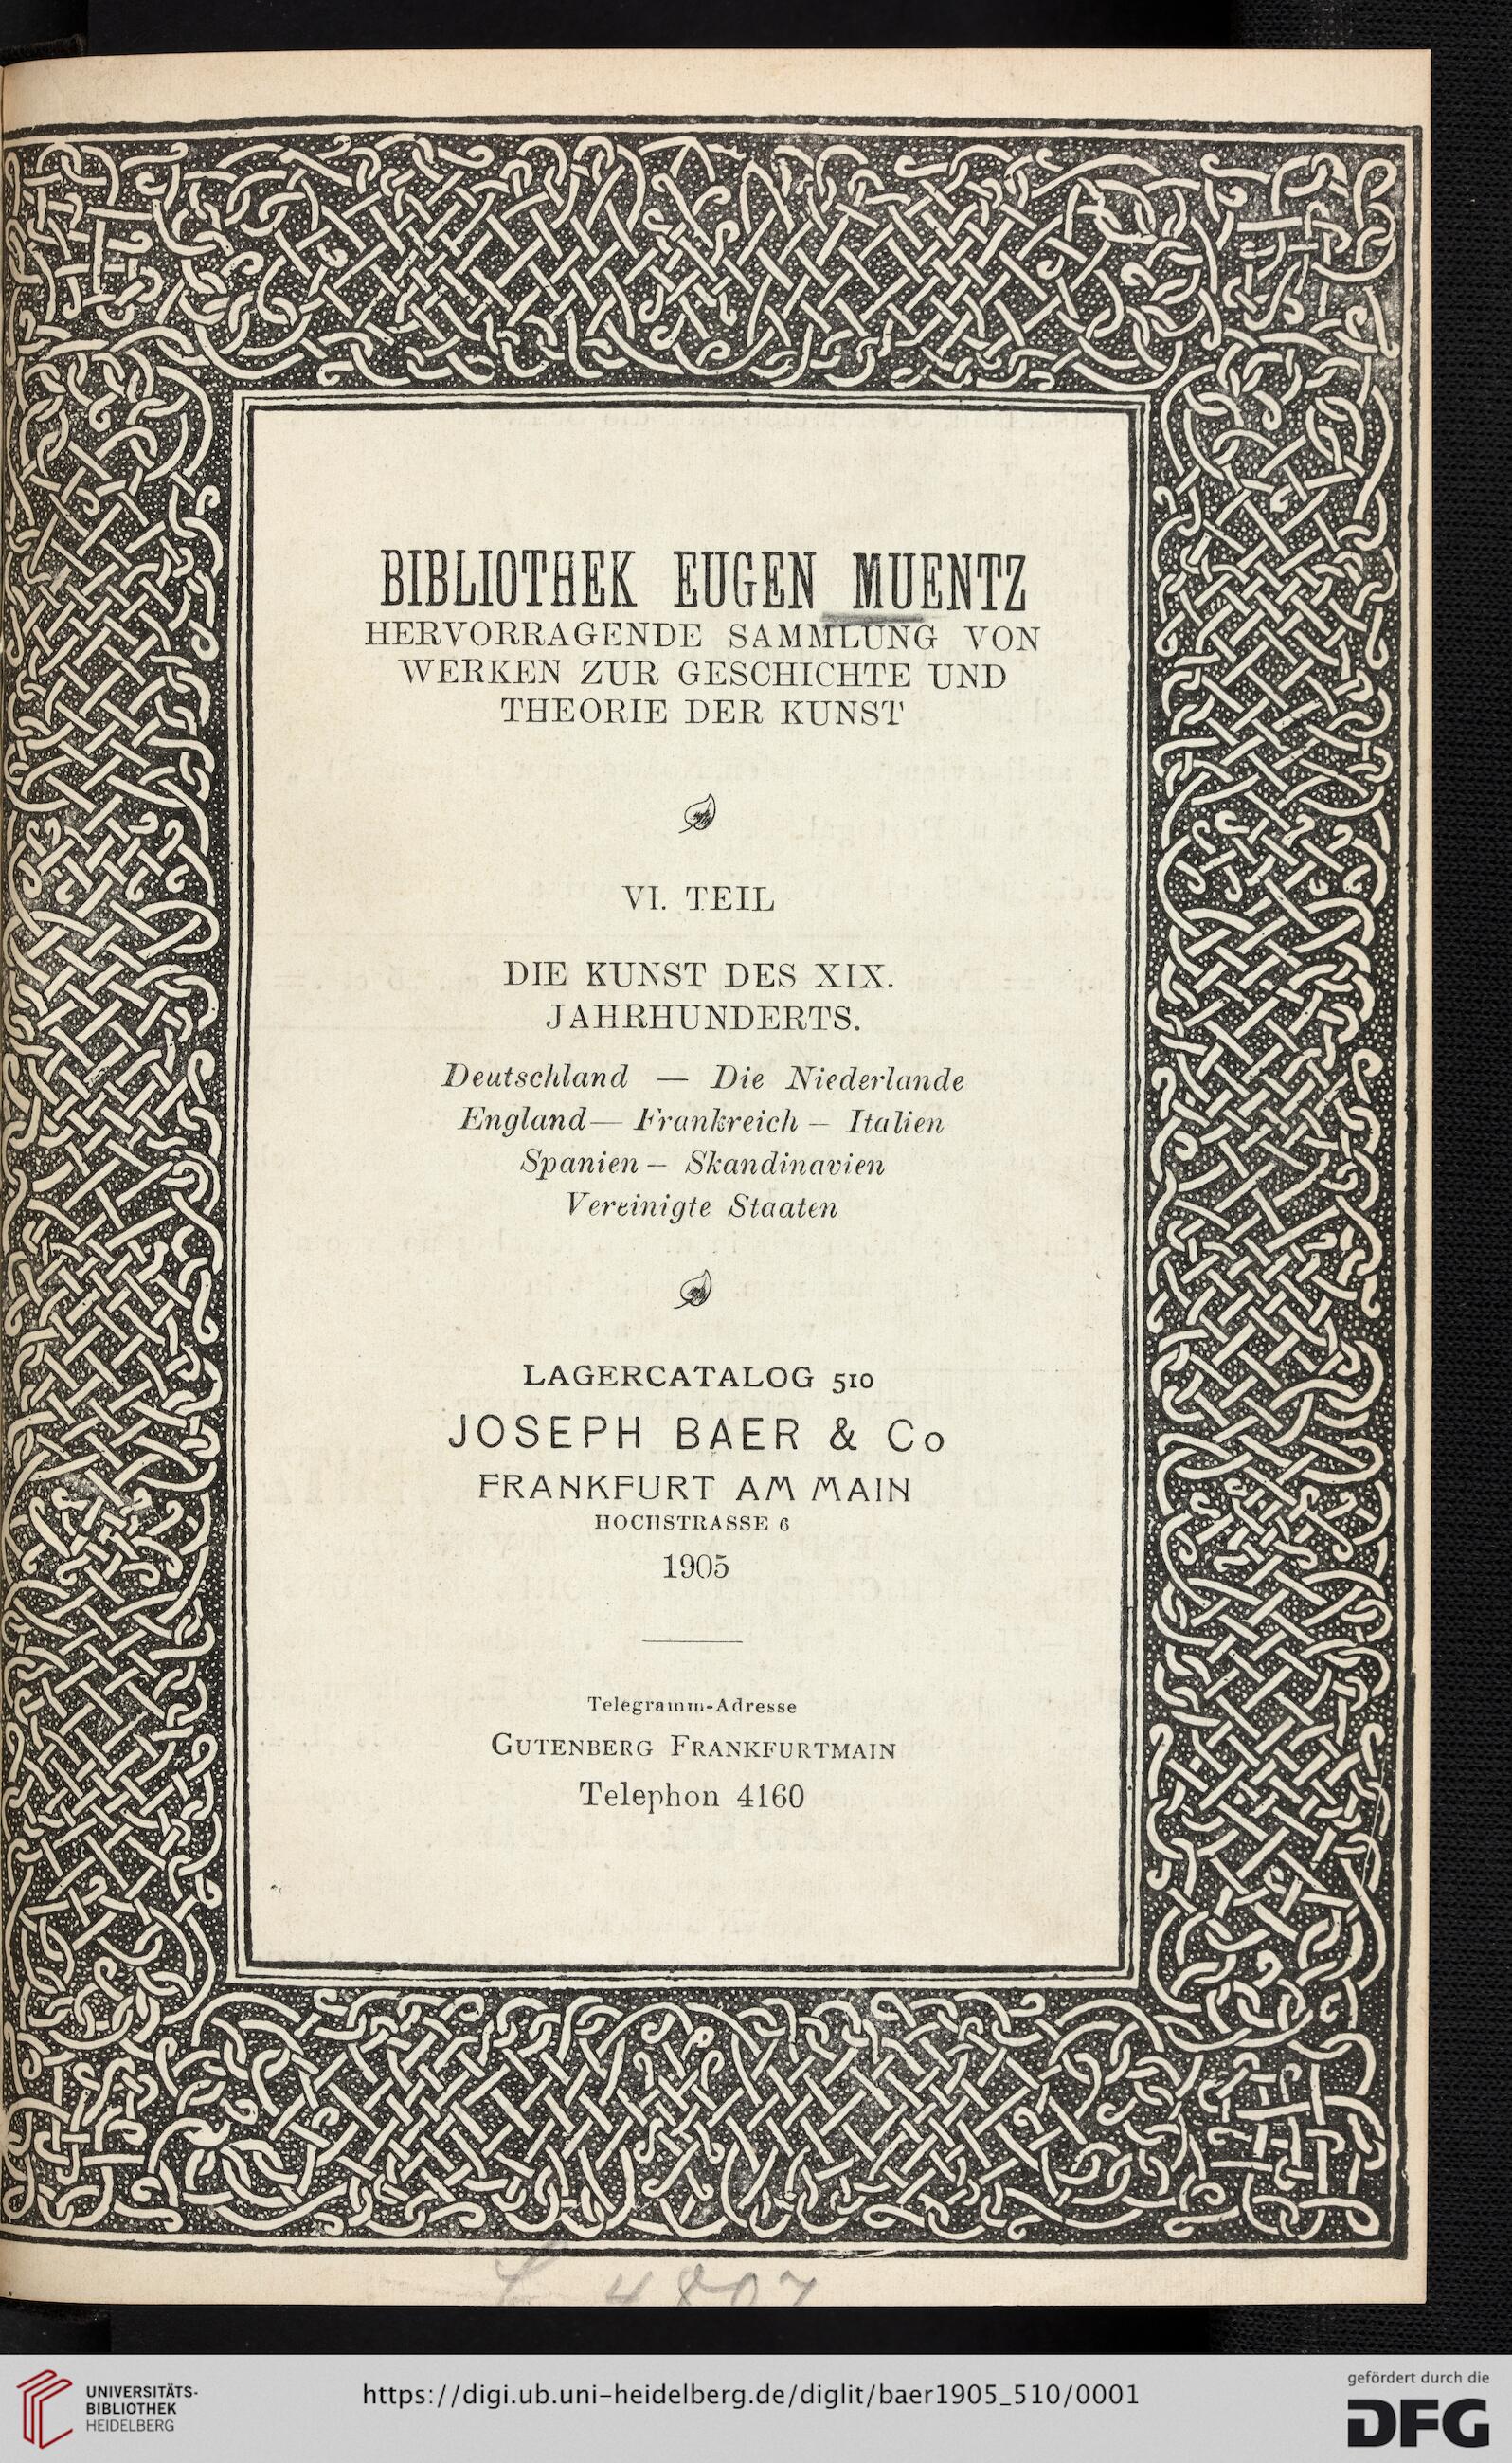 BIBLIOTHEK EUGEN MUENTZ
HERVORRAGENDE SAMMLUNG VON
WERKEN ZUR GESCHICHTE UND
THEORIE DER KUNST
VI. TEIL
DIE KUNST DES XIX.
JAHRHUNDERTS.
Deutschland — Die Niederlande
England — Frankreich — Italien
Spanien — Skandinavien
Vereinigte Staaten
LAGERCATALOG 510
JOSEPH BAER & Co
FRANKFURT AM MAIN
HOCHSTRASSE 6
1905
Telegramm-Adresse
GUTENBERG FRANKFURTMAIN
Telephon 4160
4807
UNIVERSITÄTS-
BIBLIOTHEK
HEIDELBERG
https://digi.ub.uni-heidelberg.de/diglit/baer1905_510/0001
gefördert durch die
DFG